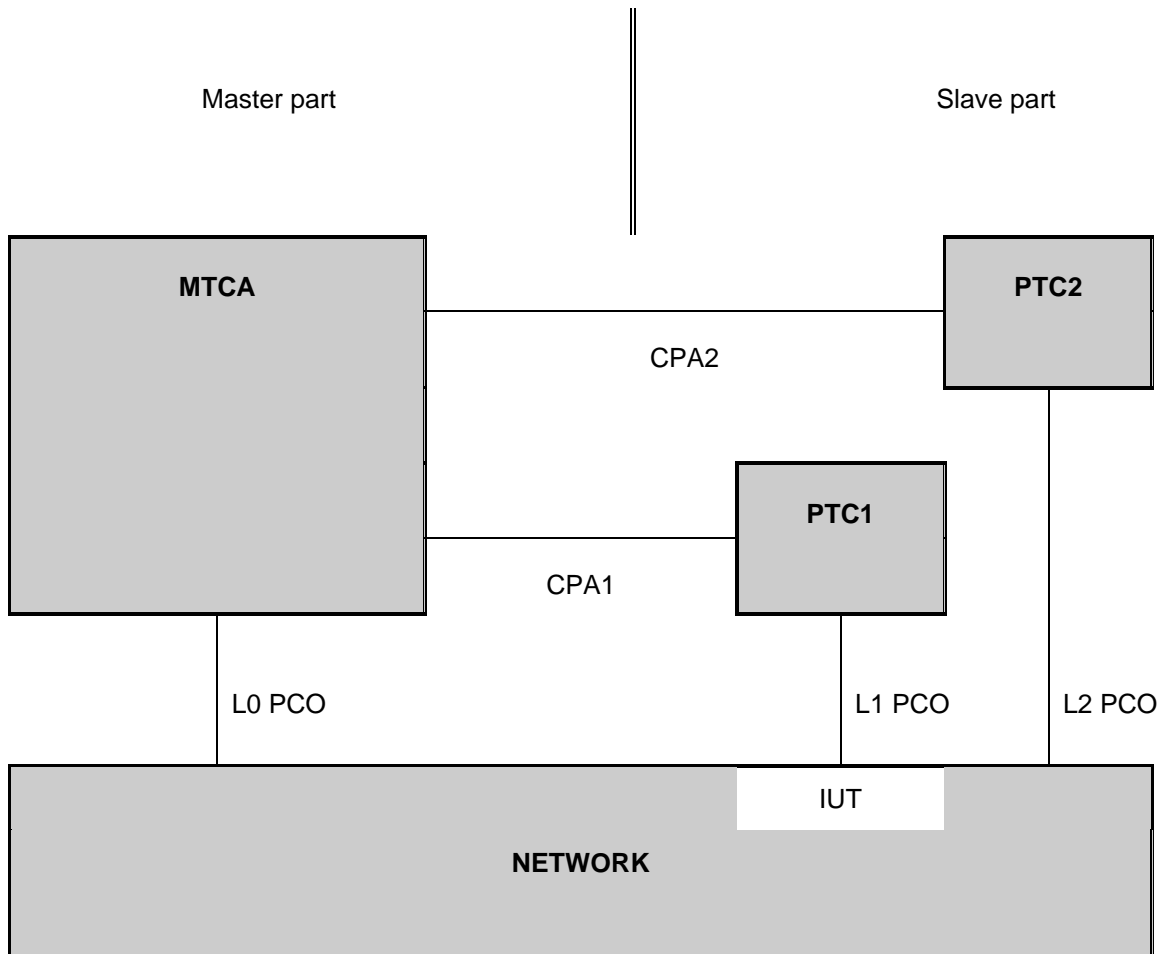 Master part
Slave part
MTCA
PTC2
CPA2
PTC1
CPA1
L0 PCO
L1 PCO
L2 PCO
IUT
NETWORK